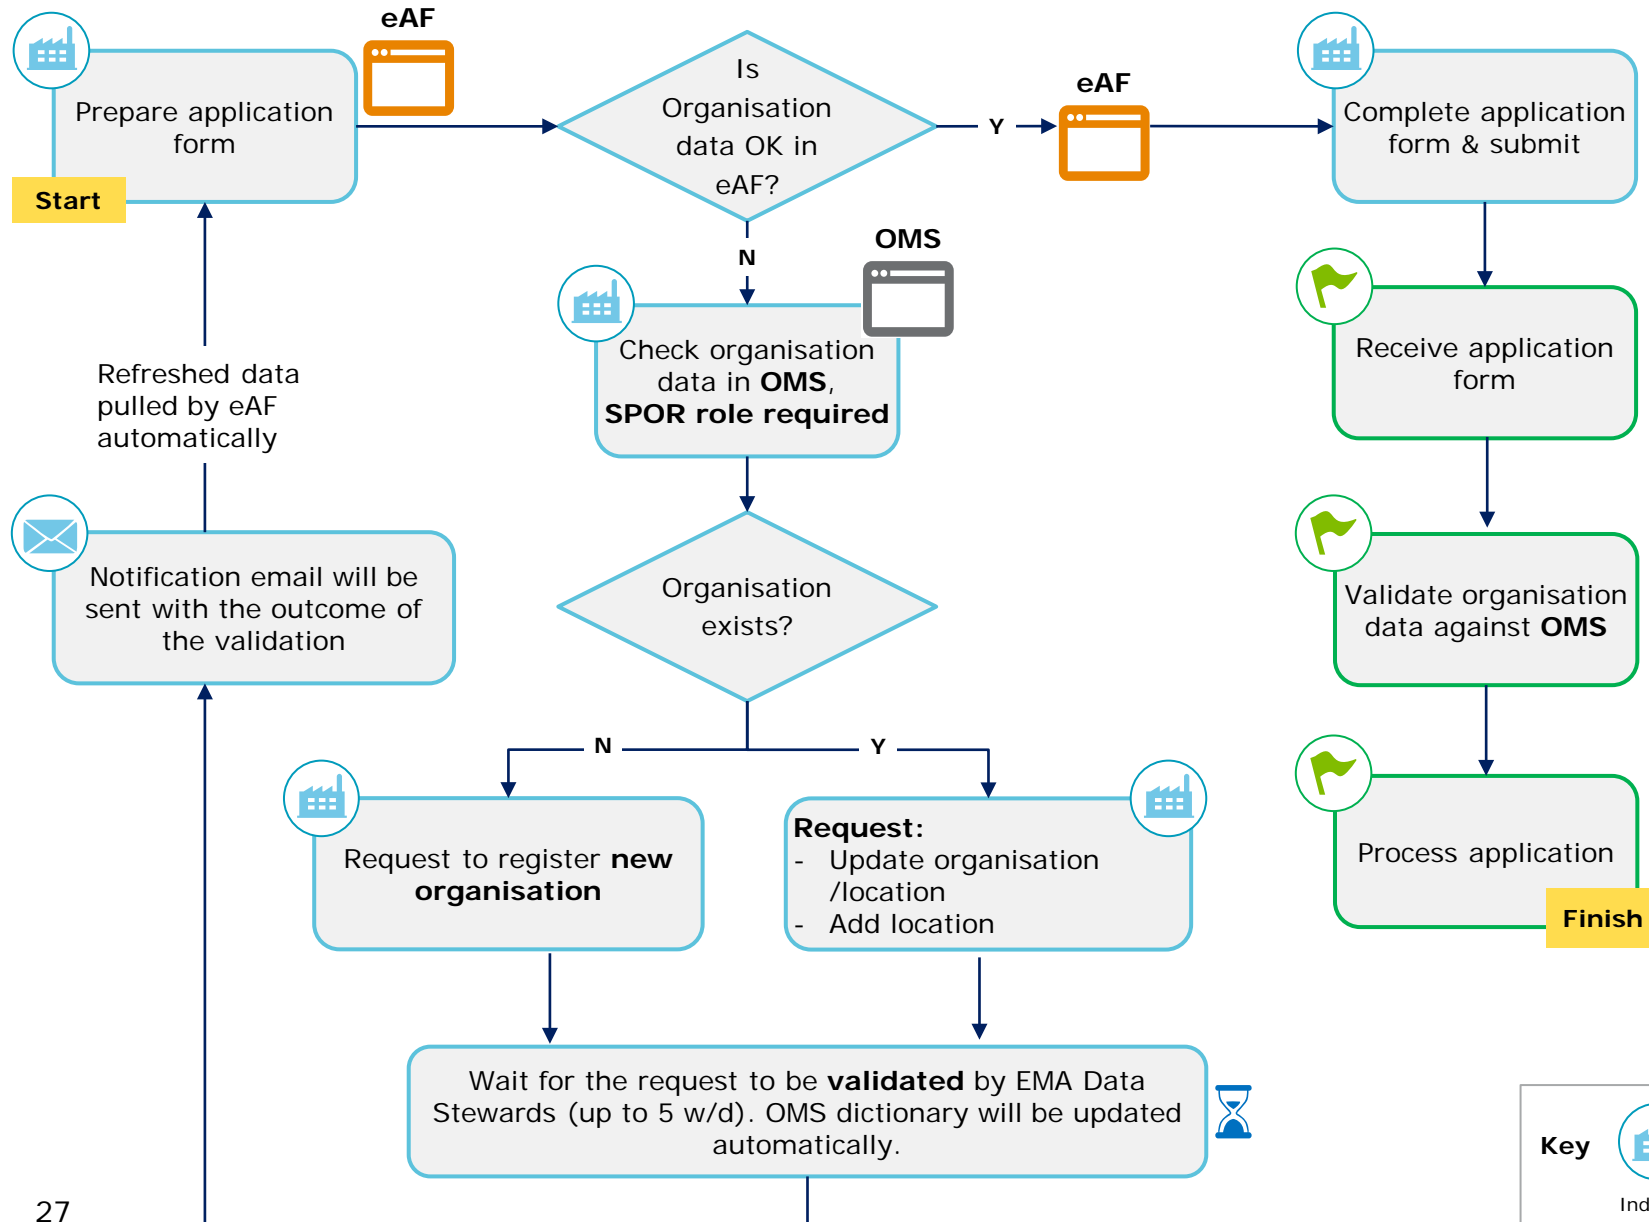 eAF
Prepare application
form
Start
Is
Organisation
data OK in
eAF?
Y
eAF
Complete application
form & submit
N
OMS
Check organisation
data in OMS,
SPOR role required
Receive application
form
Refreshed data
pulled by eAF
automatically
Notification email will be
sent with the outcome of
the validation
Organisation
exists?
Validate organisation
data against OMS
N
Y
Request to register new
organisation
Request:
- Update organisation
/location
- Add location
Process application
Finish
Wait for the request to be validated by EMA Data
Stewards (up to 5 w/d). OMS dictionary will be updated
automatically.
Key
27